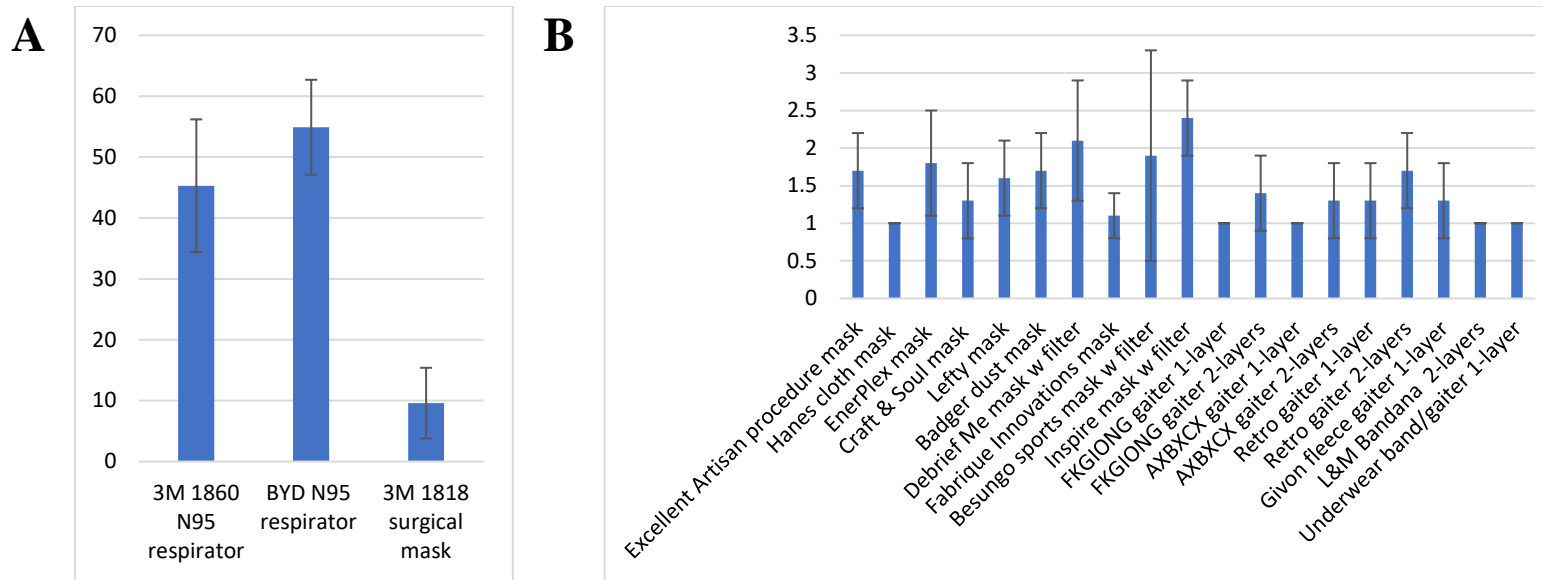 A
70
60
50
40
30
20
10
0
3M 1860
N95
respirator
BYD N95
respirator
3M 1818
surgical
mask
B
3.5
3
2.5
2
1.5
1
0.5
0
Excellent Artisan procedure mask
Hanes cloth mask
EnerPlex mask
Craft & Soul mask
Lefty mask
Badger dust mask
Debrief Me mask w filter
Fabrique Innovations mask
Besungo sports mask w filter
Inspire mask w filter
FKGIONG gaiter 1-layer
FKGIONG gaiter 2-layers
AXBXCX gaiter 1-layer
AXBXCX gaiter 2-layers
Retro gaiter 1-layer
Retro gaiter 2-layers
Givon fleece gaiter 1-layer
L&M Bandana 2-layers
Underwear band/gaiter 1-layer